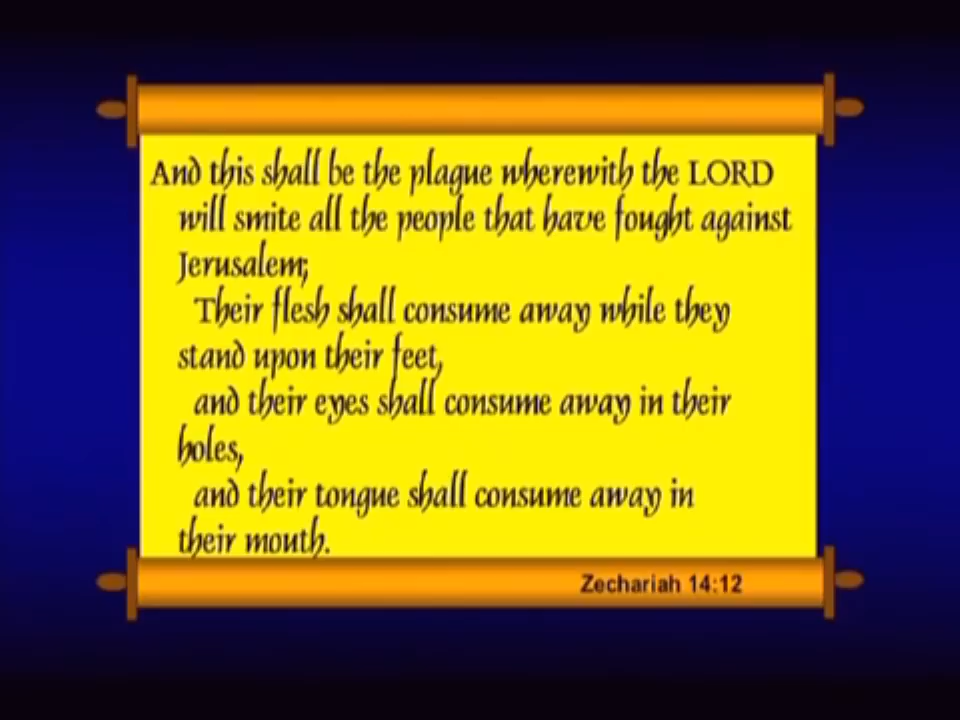 And this shall be the plague wherewith the LORD
will smite all the people that have fought against
Jerusalem;
Their flesh shall consume away while they
stand upon their feet,
and their eyes shall consume away in their
holes,
and their tongue shall consume away in
their mouth.
Zechariah 14:12